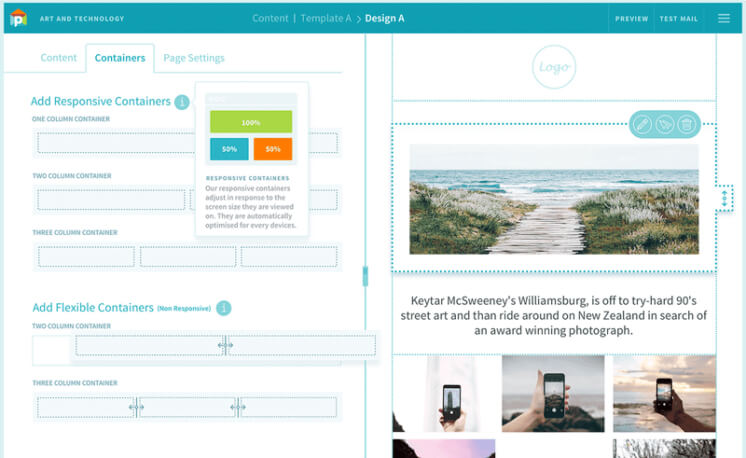 p
ART AND TECHNOLOGY
Content | Template A > Design A
PREVIEW
TEST MAIL
Content
Containers
Page Settings
Add Responsive Containers i
ONE COLUMN CONTAINER
100%
50%
50%
RESPONSIVE CONTAINERS
Our responsive containers
adjust in response to the
screen size they are viewed
on. They are automatically
optimised for every devices.
TWO COLUMN CONTAINER
THREE COLUMN CONTAINER
Add Flexible Containers (Non Responsive) i
TWO COLUMN CONTAINER
THREE COLUMN CONTAINER
Logo
Keytar McSweeney's Williamsburg, is off to try-hard 90's
street art and than ride around on New Zealand in search of
an award winning photograph.